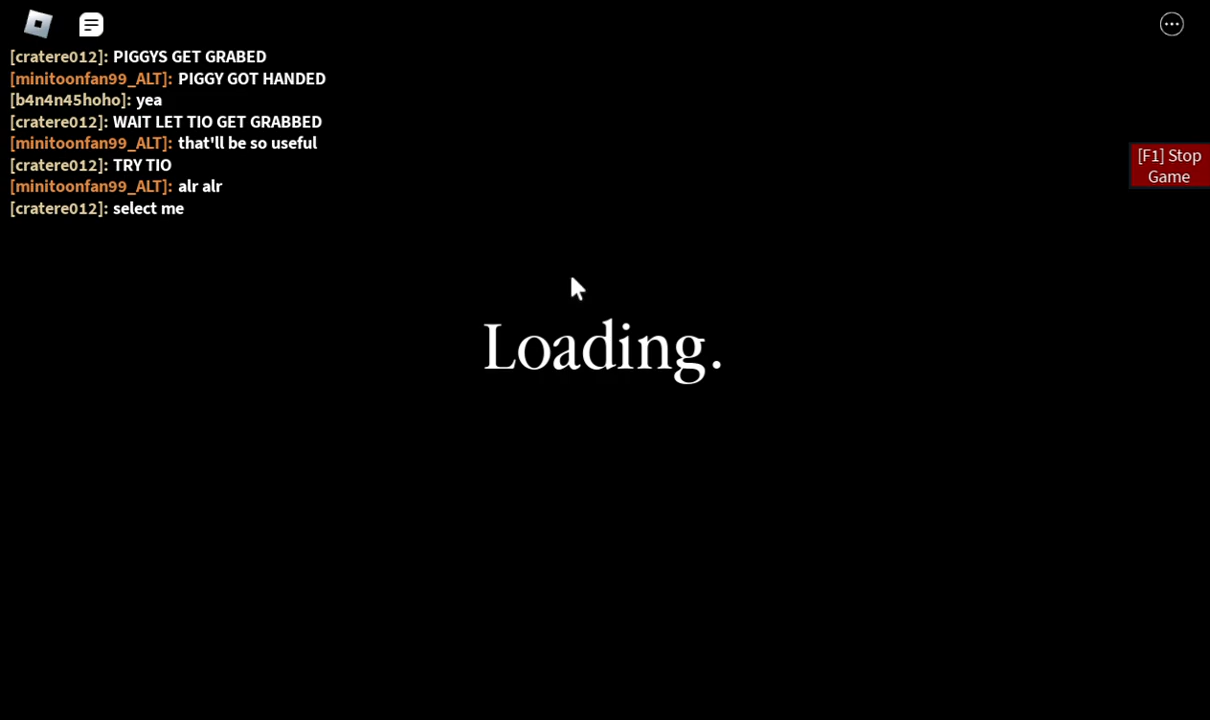 [cratere012]: PIGGYS GET GRABED
[minitoonfan99_ALT]: PIGGY GOT HANDED
[b4n4n45hoho]: yea
[cratere012]: WAIT LET TIO GET GRABBED
[minitoonfan99_ALT]: that'll be so useful
[cratere012]: TRY TIO
[minitoonfan99_ALT]: alr alr
[cratere012]: select me
[F1] Stop
Game
Loading.